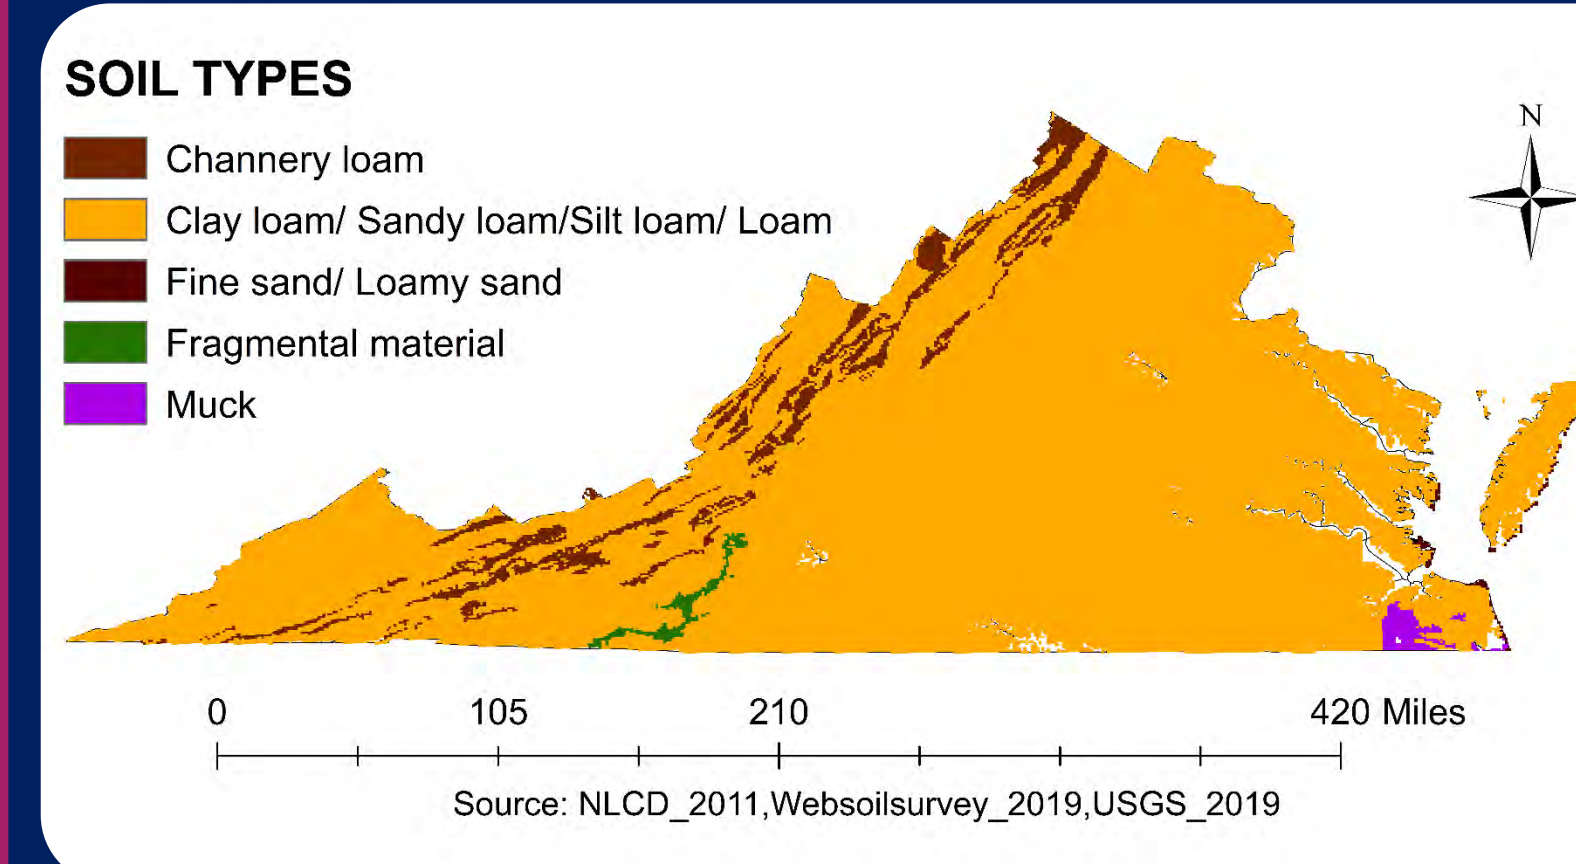 SOIL TYPES
Channery loam
Clay loam/ Sandy loam/Silt loam/ Loam
Fine sand/ Loamy sand
Fragmental material
Muck
N
0 105 210 420 Miles
Source: NLCD_2011,Websoilsurvey_2019,USGS_2019